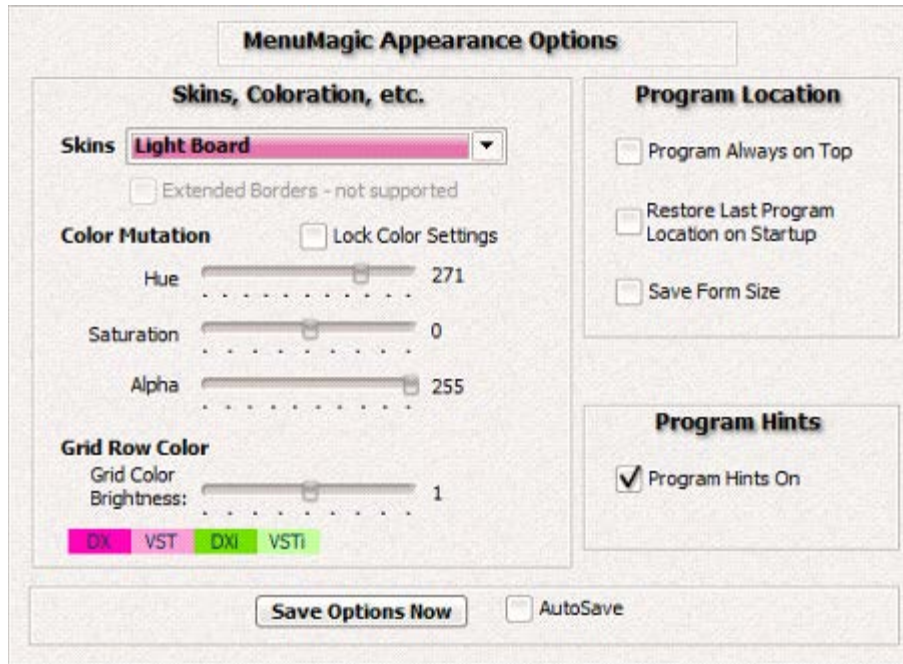 MenuMagic Appearance Options
Skins, Coloration, etc.
Skins Light Board
Extended Borders - not supported
Color Mutation Lock Color Settings
Hue 271
Saturation 0
Alpha 255
Grid Row Color
Grid Color
Brightness: 1
DX VST DXi VSTi
Program Location
Program Always on Top
Restore Last Program
Location on Startup
Save Form Size
Program Hints
Program Hints On
Save Options Now AutoSave